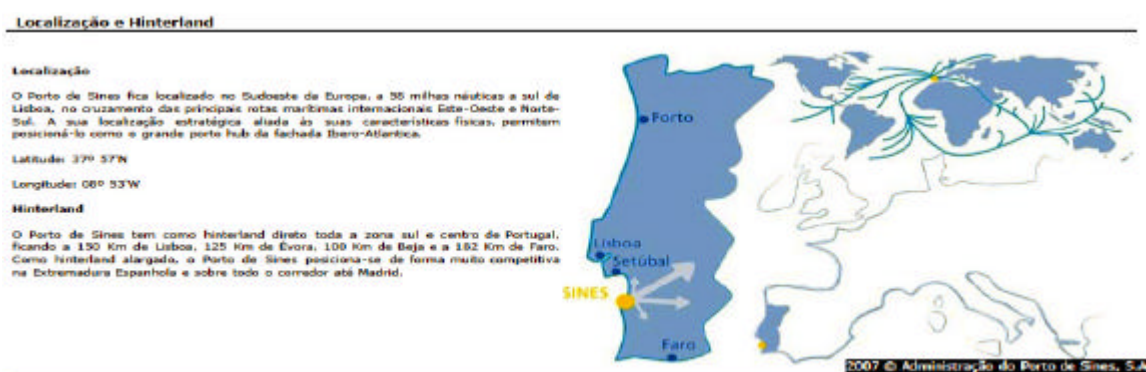 Localização e Hinterland
Localização
O Porto de Sines fica localizado no Sudoeste da Europa, a 58 milhas náuticas a sul de
Lisboa, no cruzamento das principais rotas marítimas internacionais Este-Oeste e Norte-
Sul. A sua localização estratégica aliada às suas características físicas, permitem
posicioná-lo como o grande porto hub da fachada Ibero-Atlantica.
Latitude: 37º 57'N
Longitude: 08º 53'W
Hinterland
O Porto de Sines tem como hinterland direto toda a zona sul e centro de Portugal,
ficando a 150 Km de Lisboa, 125 Km de Évora, 100 Km de Beja e a 182 Km de Faro.
Como hinterland alargado, o Porto de Sines posiciona-se de forma muito competitiva
na Extremadura Espanhola e sobre todo o corredor até Madrid.
Porto
Lisboa
Setúbal
SINES
Faro
2007 © Administração do Porto de Sines, S.A